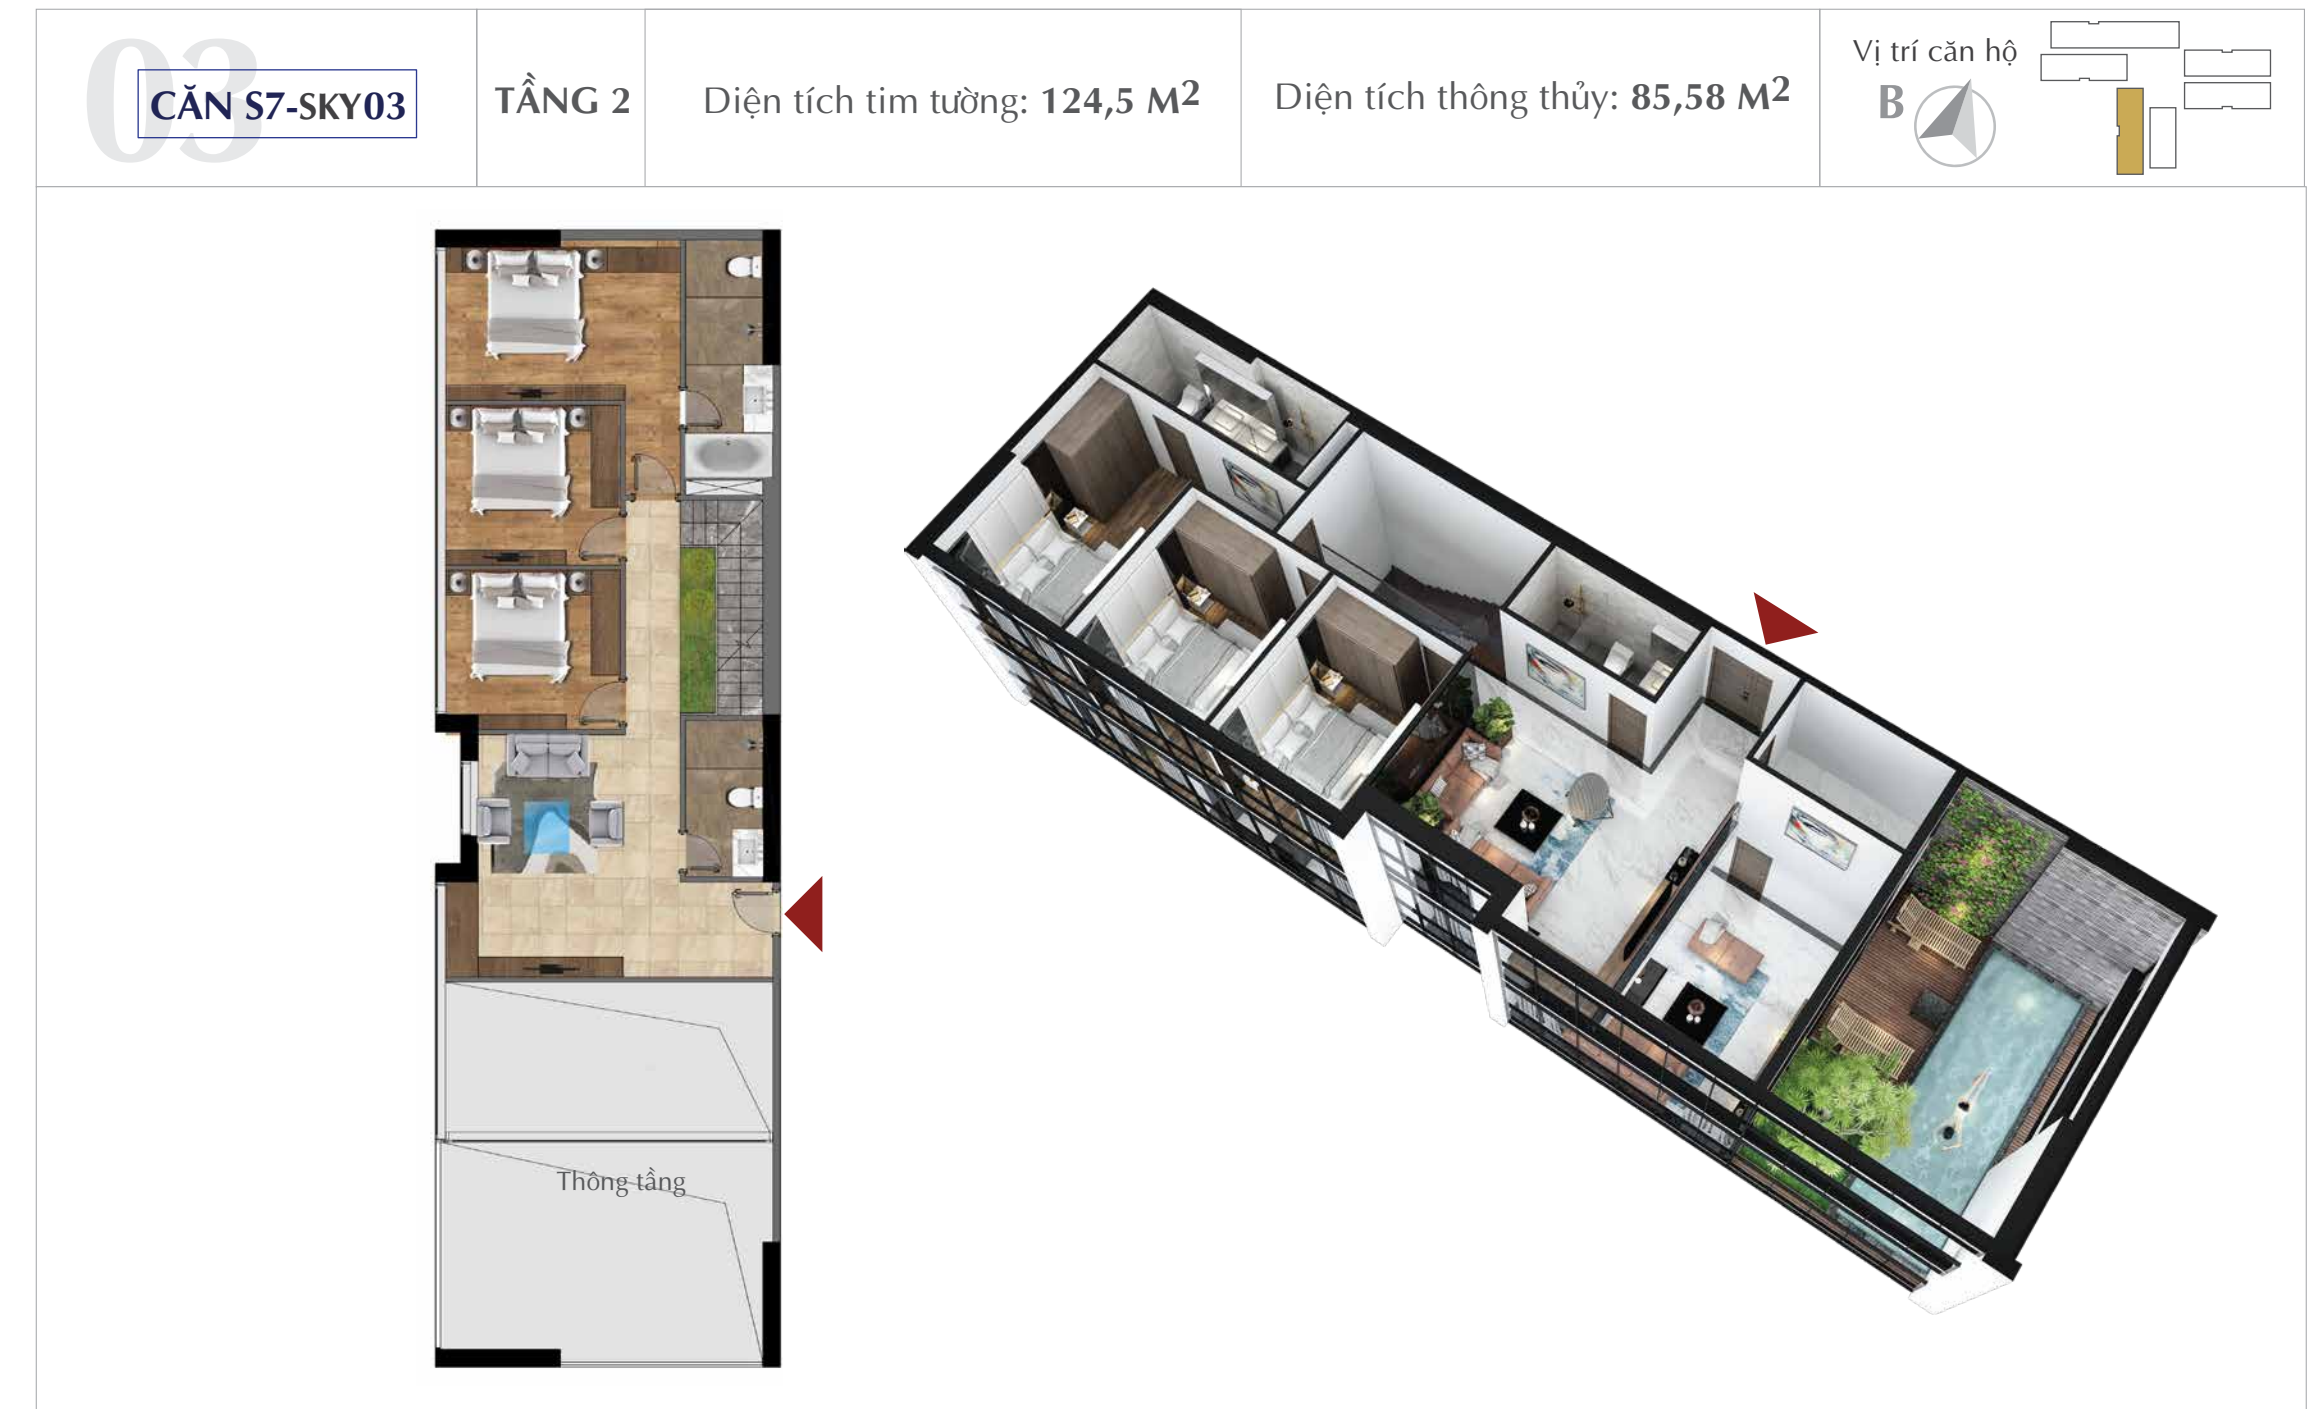 03
CĂN S7-SKY03
TẦNG 2
Diện tích tim tường: 124,5 M2
Diện tích thông thủy: 85,58 M2
Vị trí căn hộ
B
Thông tầng